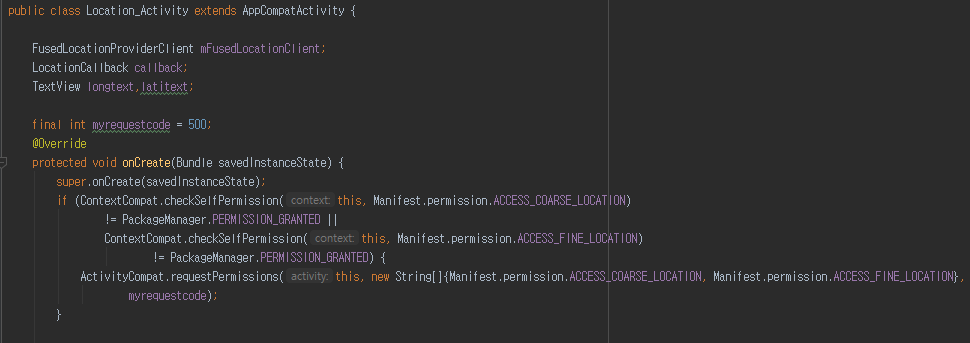 public class Location_Activity extends AppCompatActivity {
FusedLocationProviderClient mFusedLocationClient;
LocationCallback callback;
TextView longtext,latitext;
final int myrequestcode = 500;
@Override
protected void onCreate(Bundle savedInstanceState) {
super.onCreate(savedInstanceState);
if (ContextCompat.checkSelfPermission( context: this, Manifest.permission.ACCESS_COARSE_LOCATION)
!= PackageManager.PERMISSION_GRANTED ||
ContextCompat.checkSelfPermission( context: this, Manifest.permission.ACCESS_FINE_LOCATION)
!= PackageManager.PERMISSION_GRANTED) {
ActivityCompat.requestPermissions( activity: this, new String[]{Manifest.permission.ACCESS_COARSE_LOCATION, Manifest.permission.ACCESS_FINE_LOCATION},
myrequestcode);
}